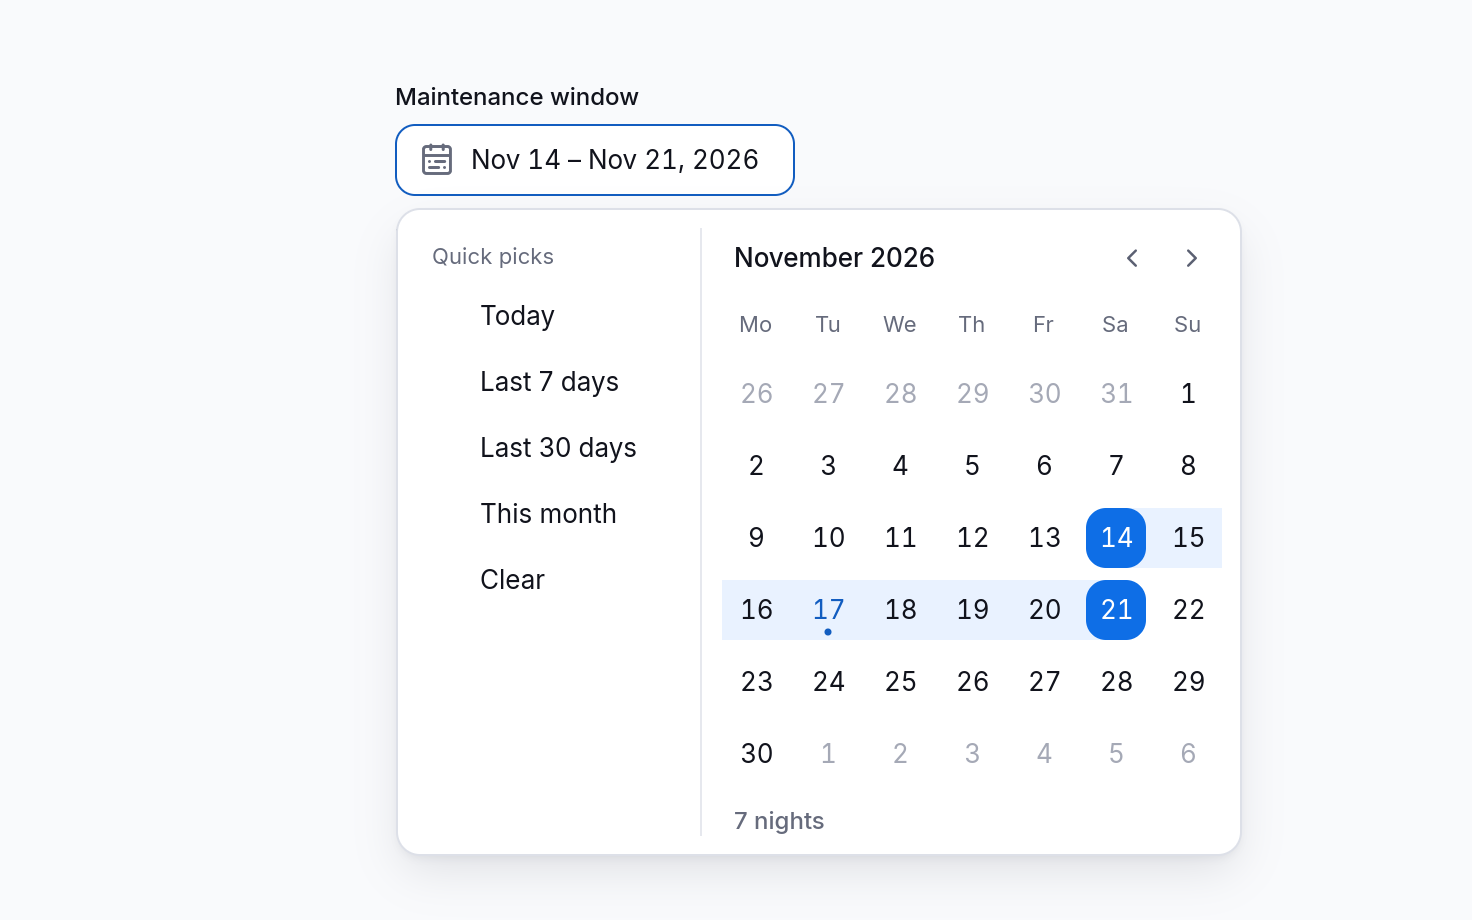 Maintenance window
Nov 14 – Nov 21, 2026
Quick picks
Today
Last 7 days
Last 30 days
This month
Clear
November 2026
Mo Tu We Th Fr Sa Su
26 27 28 29 30 31 1
2 3 4 5 6 7 8
9 10 11 12 13 14 15
16 17 18 19 20 21 22
23 24 25 26 27 28 29
30 1 2 3 4 5 6
7 nights